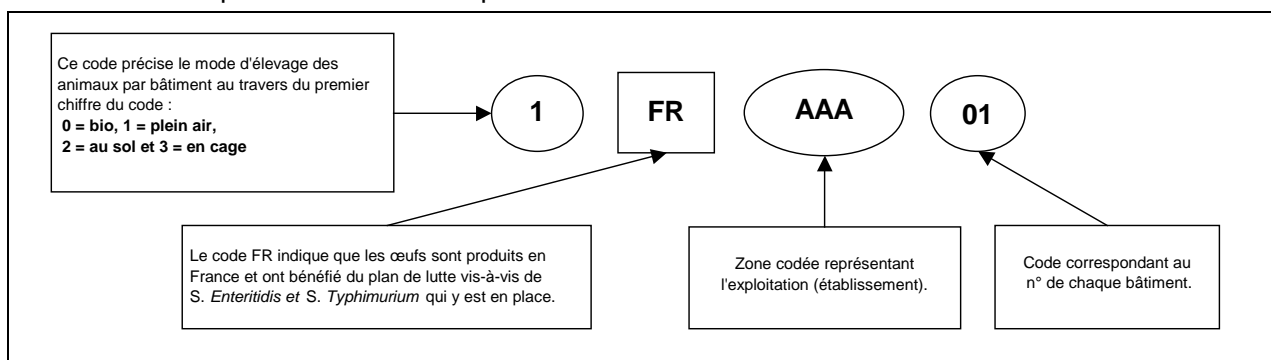 Ce code précise le mode d'élevage des
animaux par bâtiment au travers du premier
chiffre du code :
0 = bio, 1 = plein air,
2 = au sol et 3 = en cage
1
FR
AAA
01
Le code FR indique que les œufs sont produits en
France et ont bénéfié du plan de lutte vis-à-vis de
S. Enteritidis et S. Typhimurium qui y est en place.
Zone codée représentant
l'exploitation (établissement).
Code correspondant au
n° de chaque bâtiment.